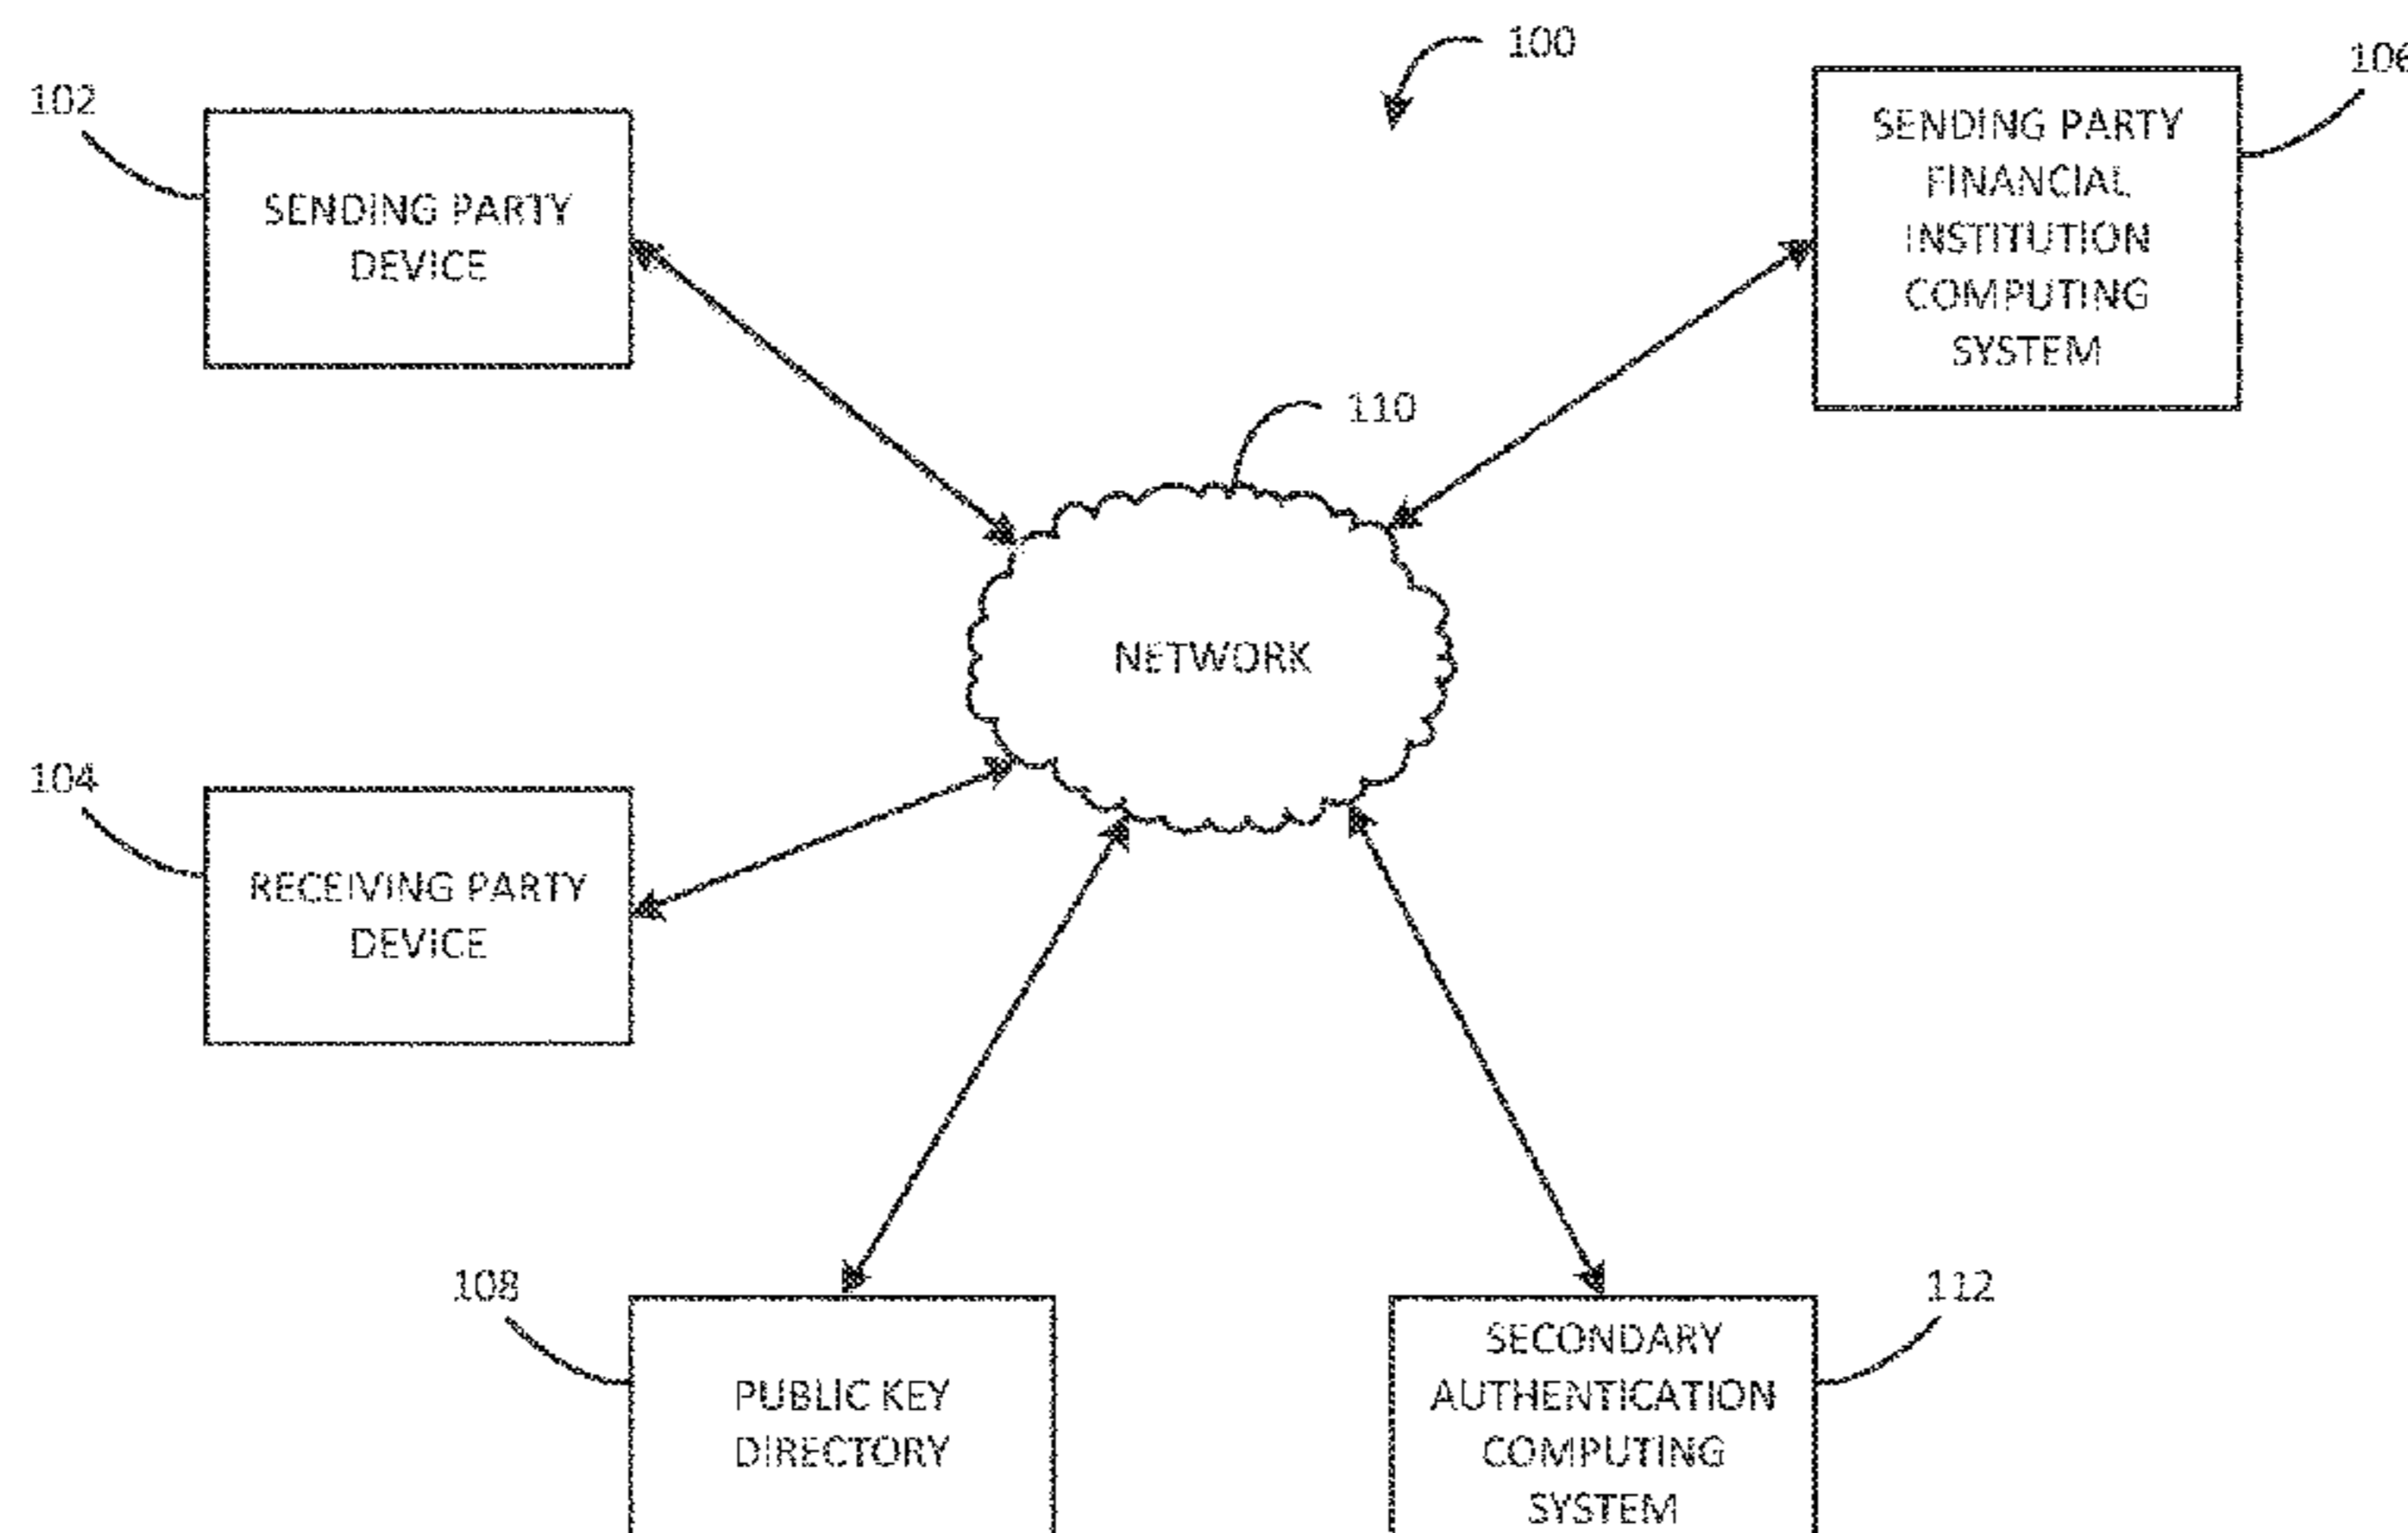 100
106
102
SENDING PARTY
DEVICE
SENDING PARTY
FINANCIAL
INSTITUTION
COMPUTING
SYSTEM
110
NETWORK
104
RECEIVING PARTY
DEVICE
108
PUBLIC KEY
DIRECTORY
112
SECONDARY
AUTHENTICATION
COMPUTING
SYSTEM